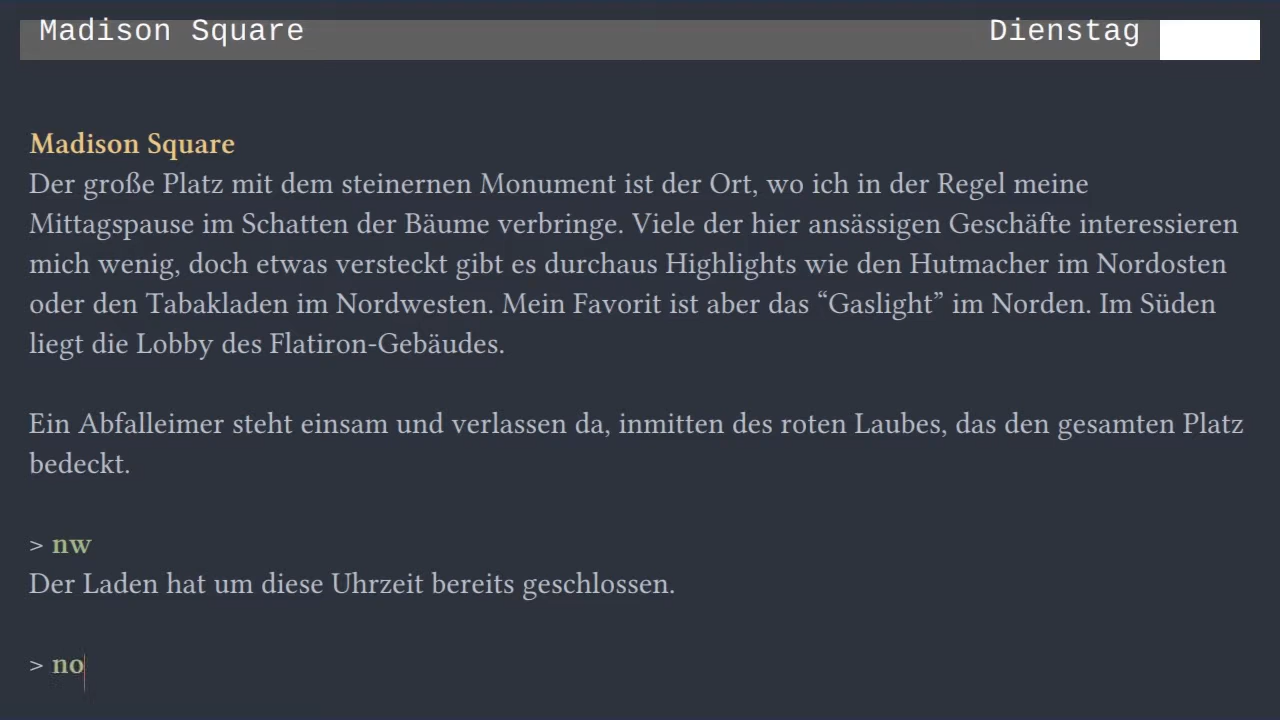 Madison Square Dienstag
Madison Square
Der große Platz mit dem steinernen Monument ist der Ort, wo ich in der Regel meine
Mittagspause im Schatten der Bäume verbringe. Viele der hier ansässigen Geschäfte interessieren
mich wenig, doch etwas versteckt gibt es durchaus Highlights wie den Hutmacher im Nordosten
oder den Tabakladen im Nordwesten. Mein Favorit ist aber das “Gaslight” im Norden. Im Süden
liegt die Lobby des Flatiron-Gebäudes.
Ein Abfalleimer steht einsam und verlassen da, inmitten des roten Laubes, das den gesamten Platz
bedeckt.
> nw
Der Laden hat um diese Uhrzeit bereits geschlossen.
> no